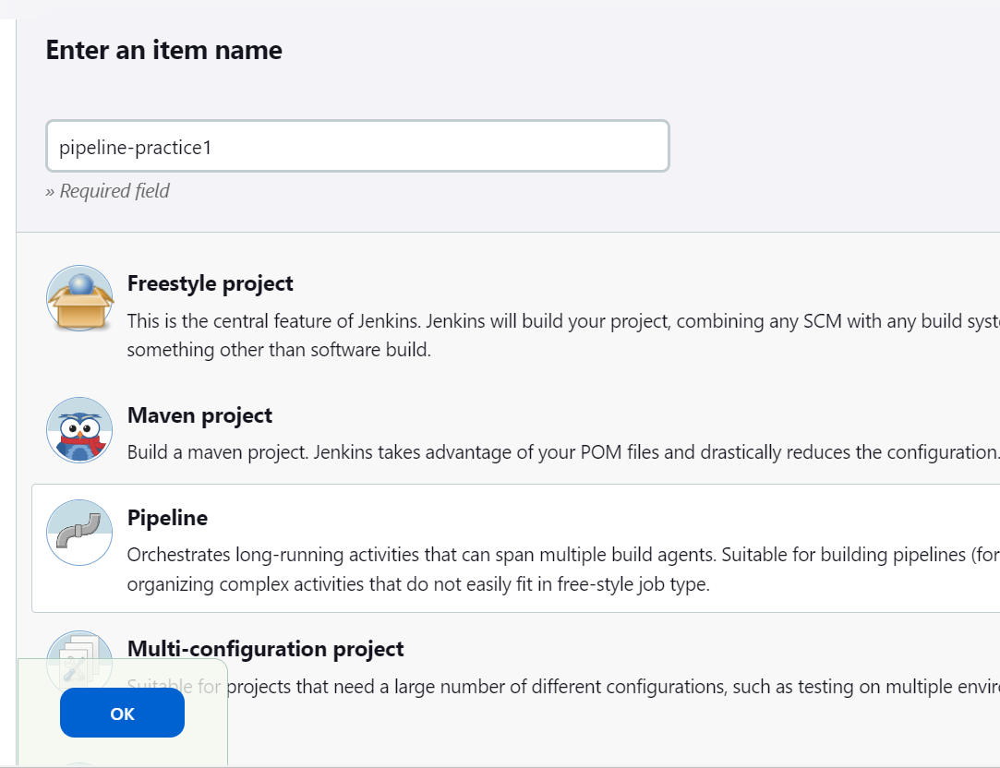 Enter an item name
pipeline-practice1
» Required field
Freestyle project
This is the central feature of Jenkins. Jenkins will build your project, combining any SCM with any build syst
something other than software build.
Maven project
Build a maven project. Jenkins takes advantage of your POM files and drastically reduces the configuration.
Pipeline
Orchestrates long-running activities that can span multiple build agents. Suitable for building pipelines (for
organizing complex activities that do not easily fit in free-style job type.
Multi-configuration project
Suitable for projects that need a large number of different configurations, such as testing on multiple envir
OK